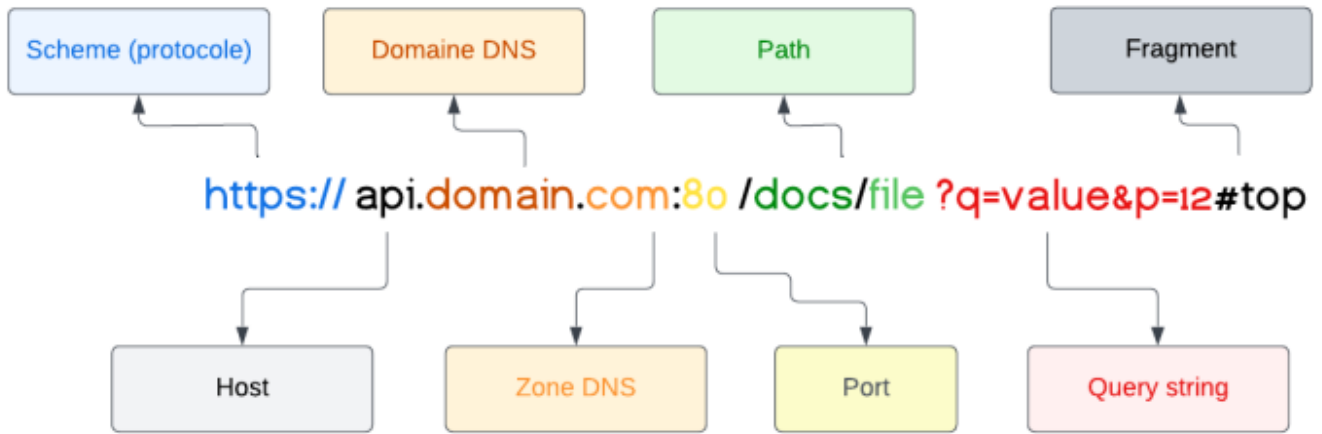 Scheme (protocole)
Domaine DNS
Path
Fragment
https:// api.domain.com:80 /docs/file ?q=value&p=12#top
Host
Zone DNS
Port
Query string